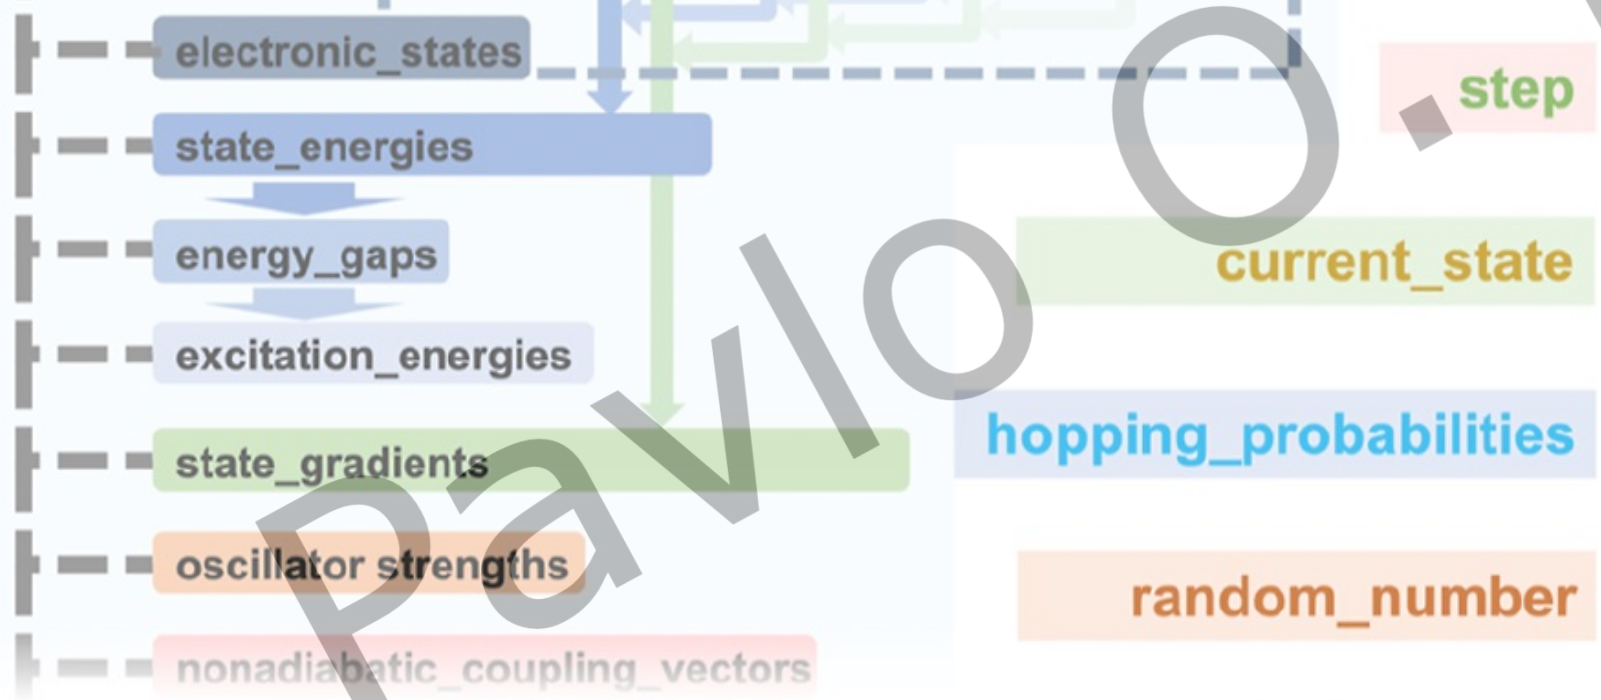 electronic_states
state_energies
energy_gaps
excitation_energies
state_gradients
oscillator strengths
nonadiabatic_coupling_vectors
step
current_state
hopping_probabilities
random_number
Pavlo O.